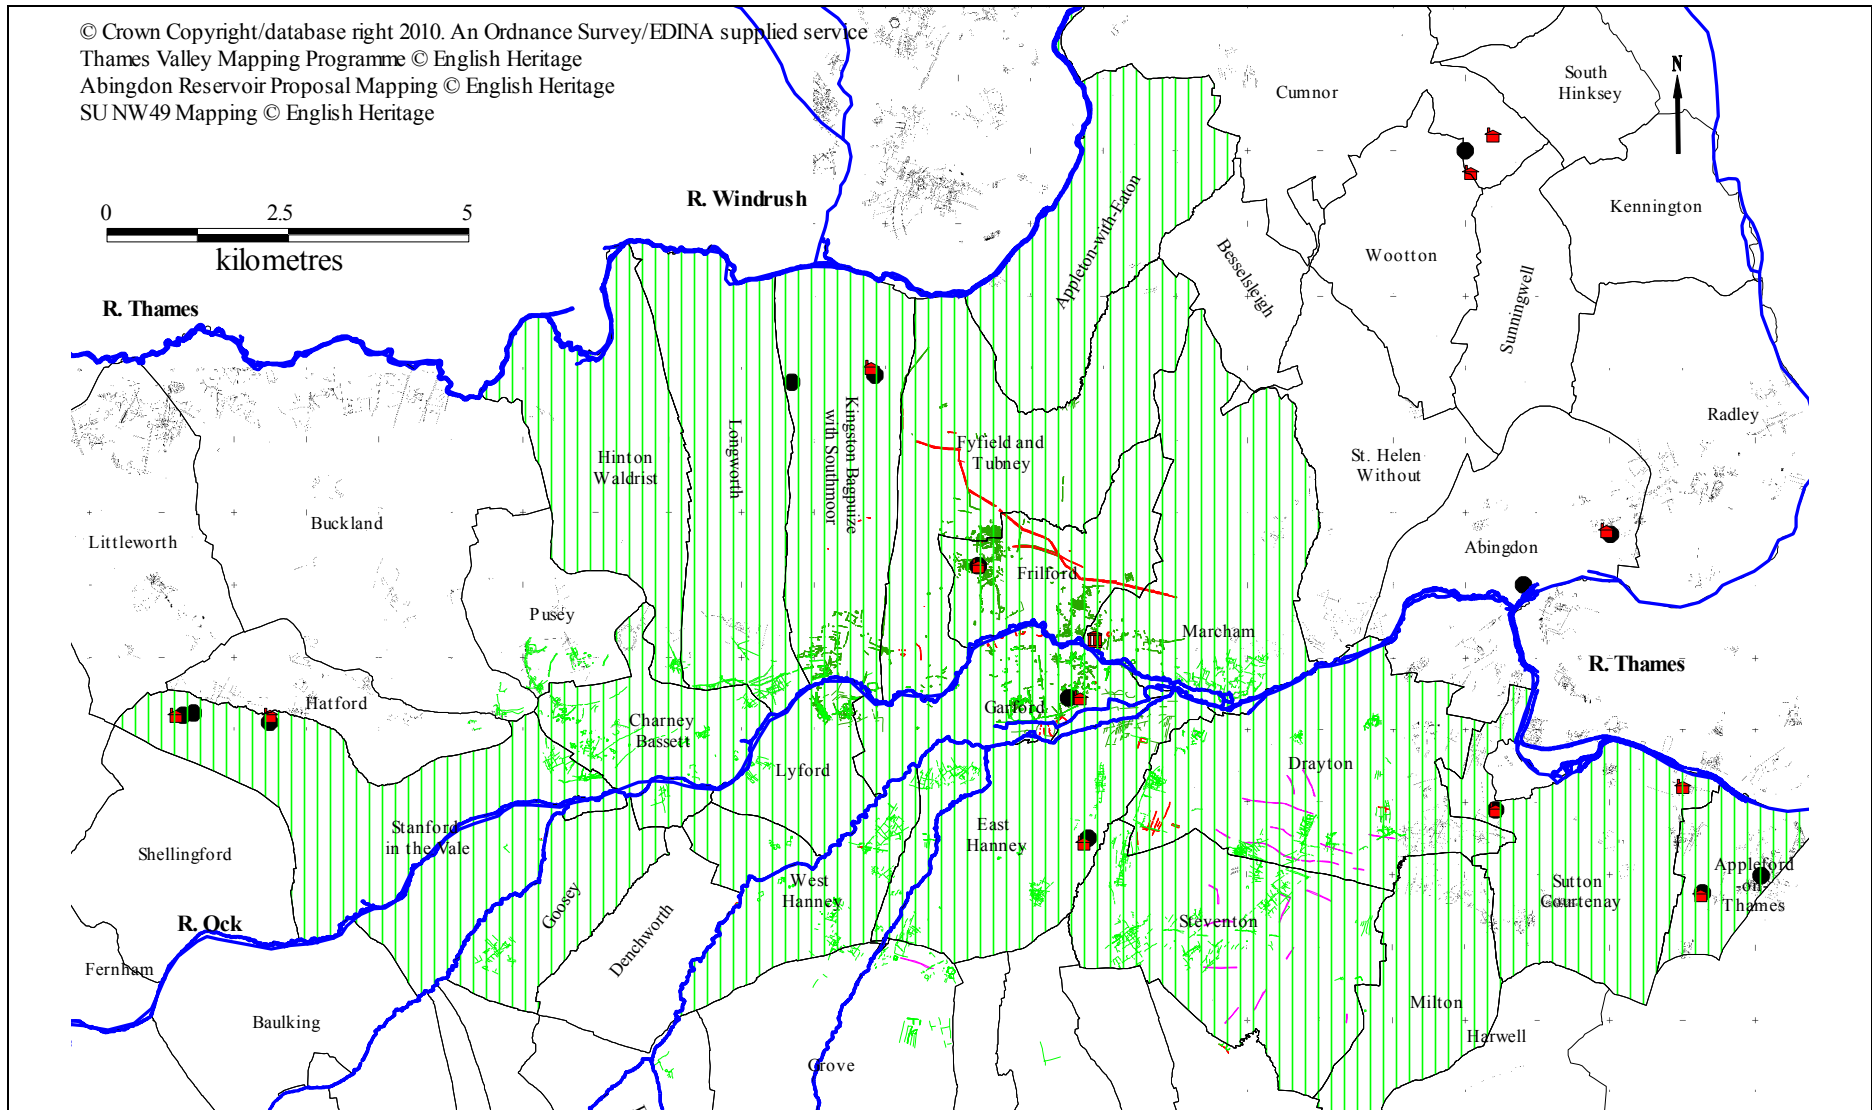 © Crown Copyright/database right 2010. An Ordnance Survey/EDINA supplied service
Thames Valley Mapping Programme © English Heritage
Abingdon Reservoir Proposal Mapping © English Heritage
SU NW49 Mapping © English Heritage
0 2.5 5
kilometres
N
R. Windrush
R. Thames
Cumnor
South
Hinksey
Kennington
Wootton
Besselsleigh
Sunningwell
Appleton-with-Eaton
Radley
Hinton
Waldrist
Longworth
Kingston Bagpuize
with Southmoor
Fyfield and
Tubney
St. Helen
Without
Abingdon
Littleworth
Buckland
Pusey
Frilford
Marcham
R. Thames
Hatford
Charney
Bassett
Garford
Lyford
Drayton
Stanford
in the Vale
East
Hanney
Shellingford
West
Hanney
Goosey
Denchworth
Steventon
Sutton
Courtenay
Appleford
-on-
Thames
R. Ock
Fernham
Baulking
Milton
Harwell
Grove